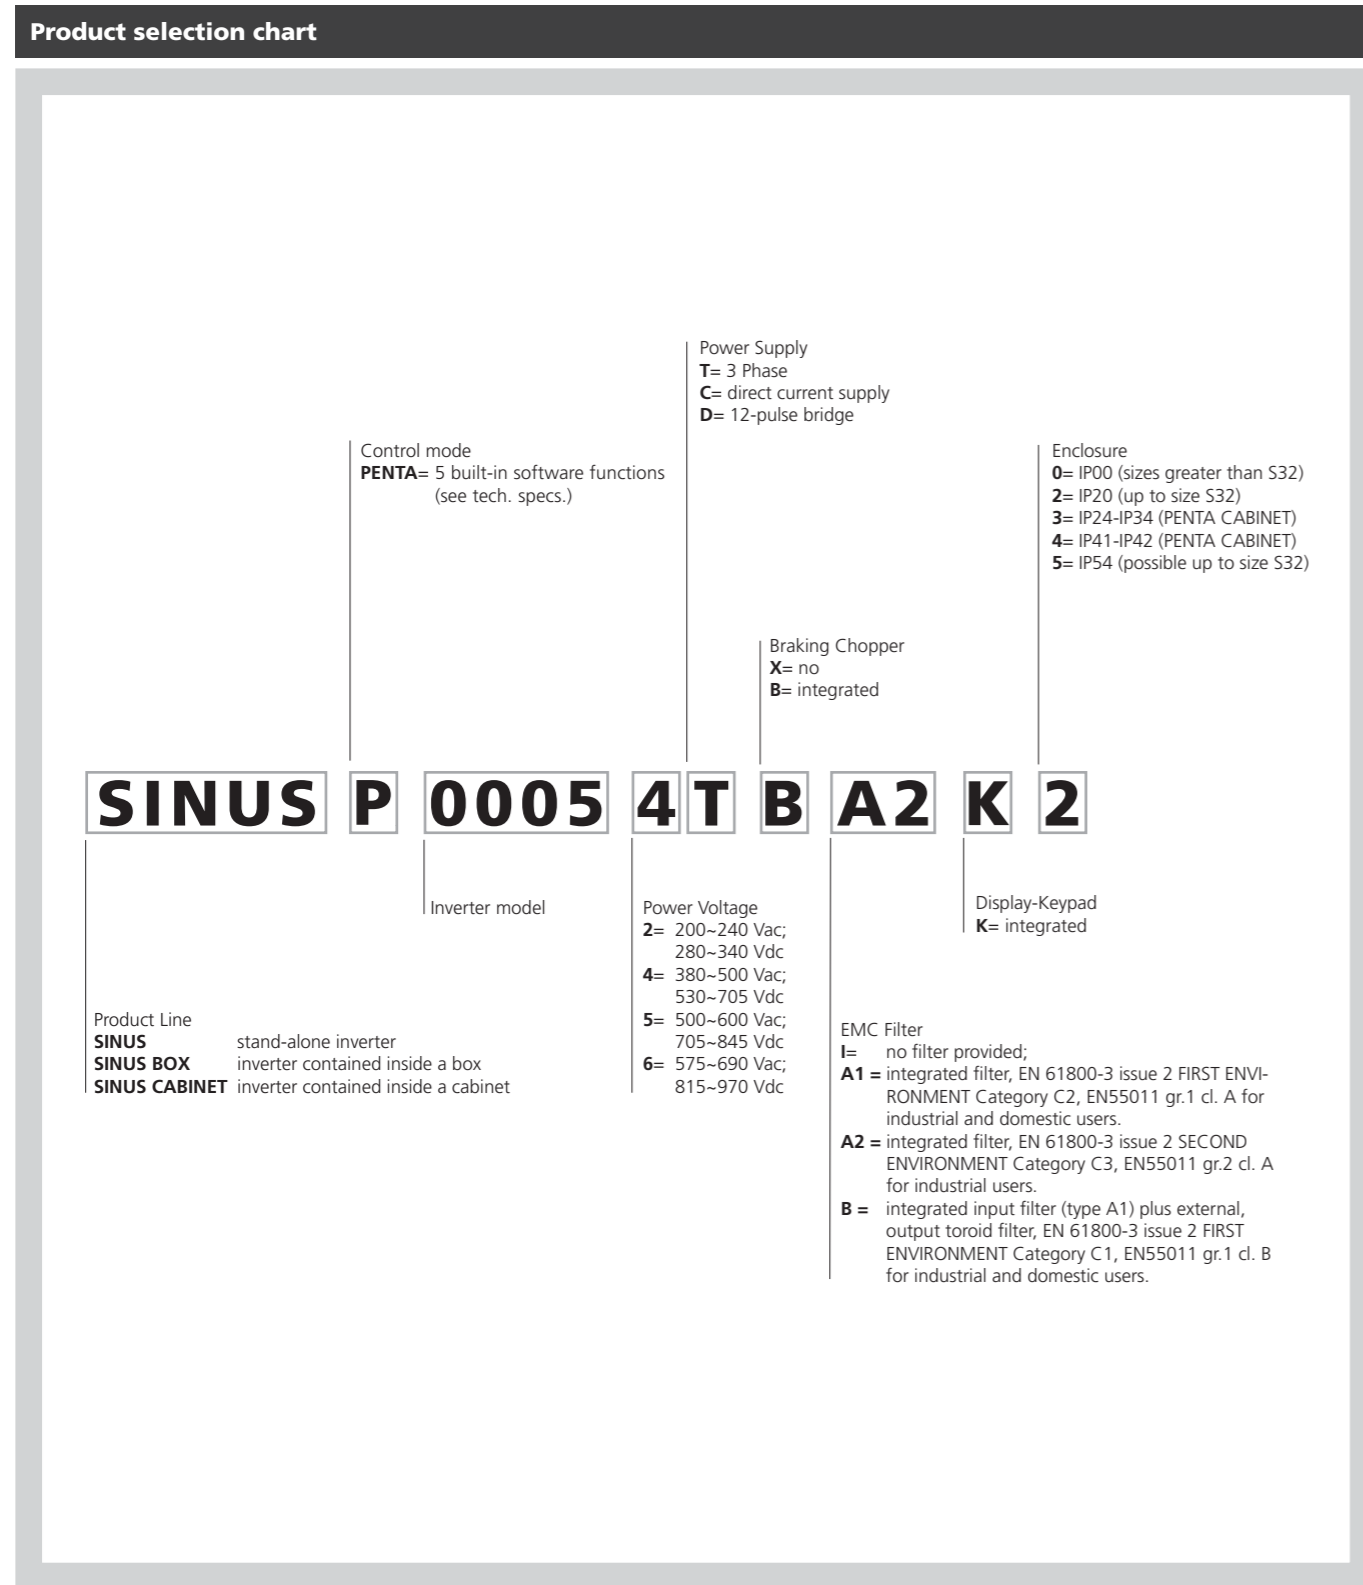 Product selection chart
Power Supply
T= 3 Phase
C= direct current supply
D= 12-pulse bridge
Control mode
PENTA= 5 built-in software functions
(see tech. specs.)
Enclosure
0= IP00 (sizes greater than S32)
2= IP20 (up to size S32)
3= IP24-IP34 (PENTA CABINET)
4= IP41-IP42 (PENTA CABINET)
5= IP54 (possible up to size S32)
Braking Chopper
X= no
B= integrated
SINUS P 0005 4 T B A2 K 2
Inverter model
Product Line
SINUS stand-alone inverter
SINUS BOX inverter contained inside a box
SINUS CABINET inverter contained inside a cabinet
Power Voltage
2= 200~240 Vac;
280~340 Vdc
4= 380~500 Vac;
530~705 Vdc
5= 500~600 Vac;
705~845 Vdc
6= 575~690 Vac;
815~970 Vdc
Display-Keypad
K= integrated
EMC Filter
I= no filter provided;
A1 = integrated filter, EN 61800-3 issue 2 FIRST ENVI-
RONMENT Category C2, EN55011 gr.1 cl. A for
industrial and domestic users.
A2 = integrated filter, EN 61800-3 issue 2 SECOND
ENVIRONMENT Category C3, EN55011 gr.2 cl. A
for industrial users.
B = integrated input filter (type A1) plus external,
output toroid filter, EN 61800-3 issue 2 FIRST
ENVIRONMENT Category C1, EN55011 gr.1 cl. B
for industrial and domestic users.